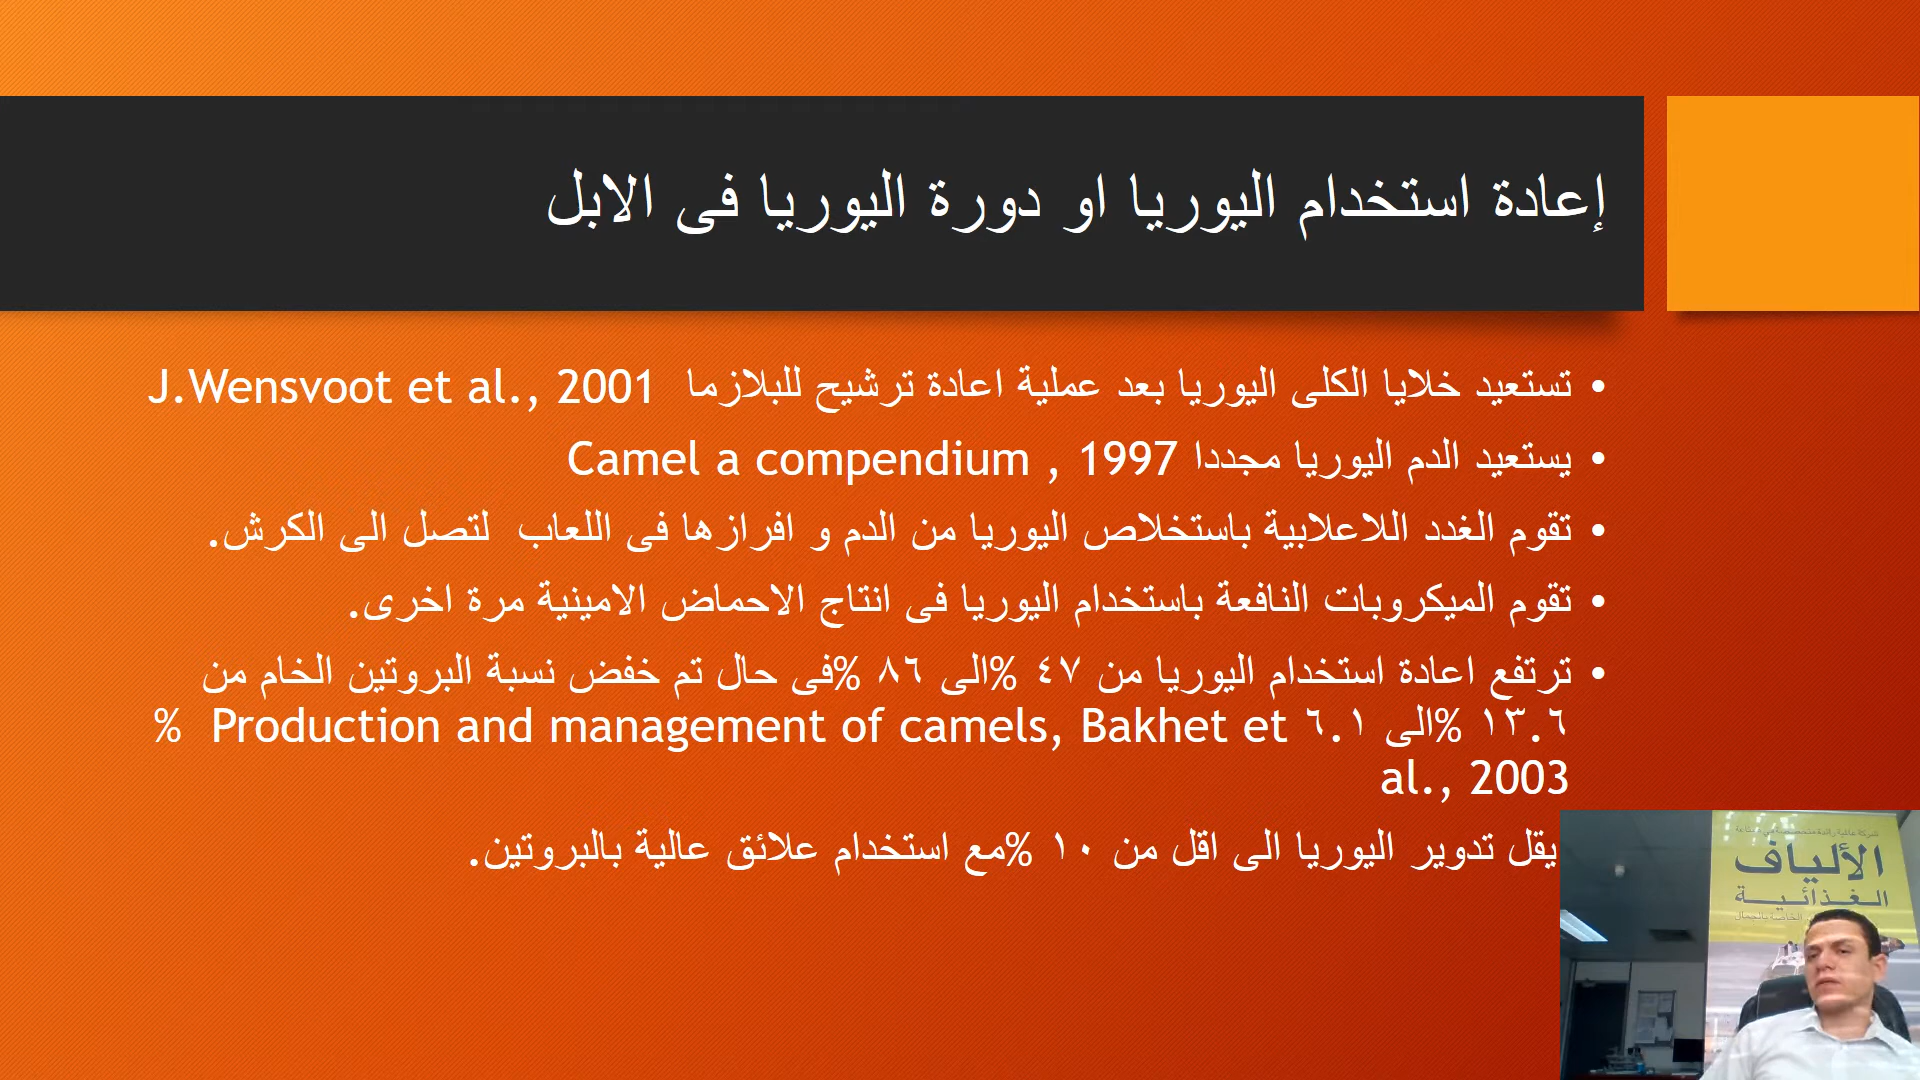 إعادة استخدام اليوريا او دورة اليوريا فى الابل
• تستعيد خلايا الكلى اليوريا بعد عملية اعادة ترشيح للبلازما J.Wensvoot et al., 2001
• يستعيد الدم اليوريا مجددا Camel a compendium , 1997
• تقوم الغدد اللاعلابية باستخلاص اليوريا من الدم و افرازها فى اللعاب لتصل الى الكرش.
• تقوم الميكروبات النافعة باستخدام اليوريا فى انتاج الاحماض الامينية مرة اخرى.
• ترتفع اعادة استخدام اليوريا من ٤٧ %الى ٨٦ %فى حال تم خفض نسبة البروتين الخام من
١٣.٦ %الى ٦.١ Production and management of camels, Bakhet et %
al., 2003
يقل تدوير اليوريا الى اقل من ١٠ %مع استخدام علائق عالية بالبروتين.
الألياف
الغذائية